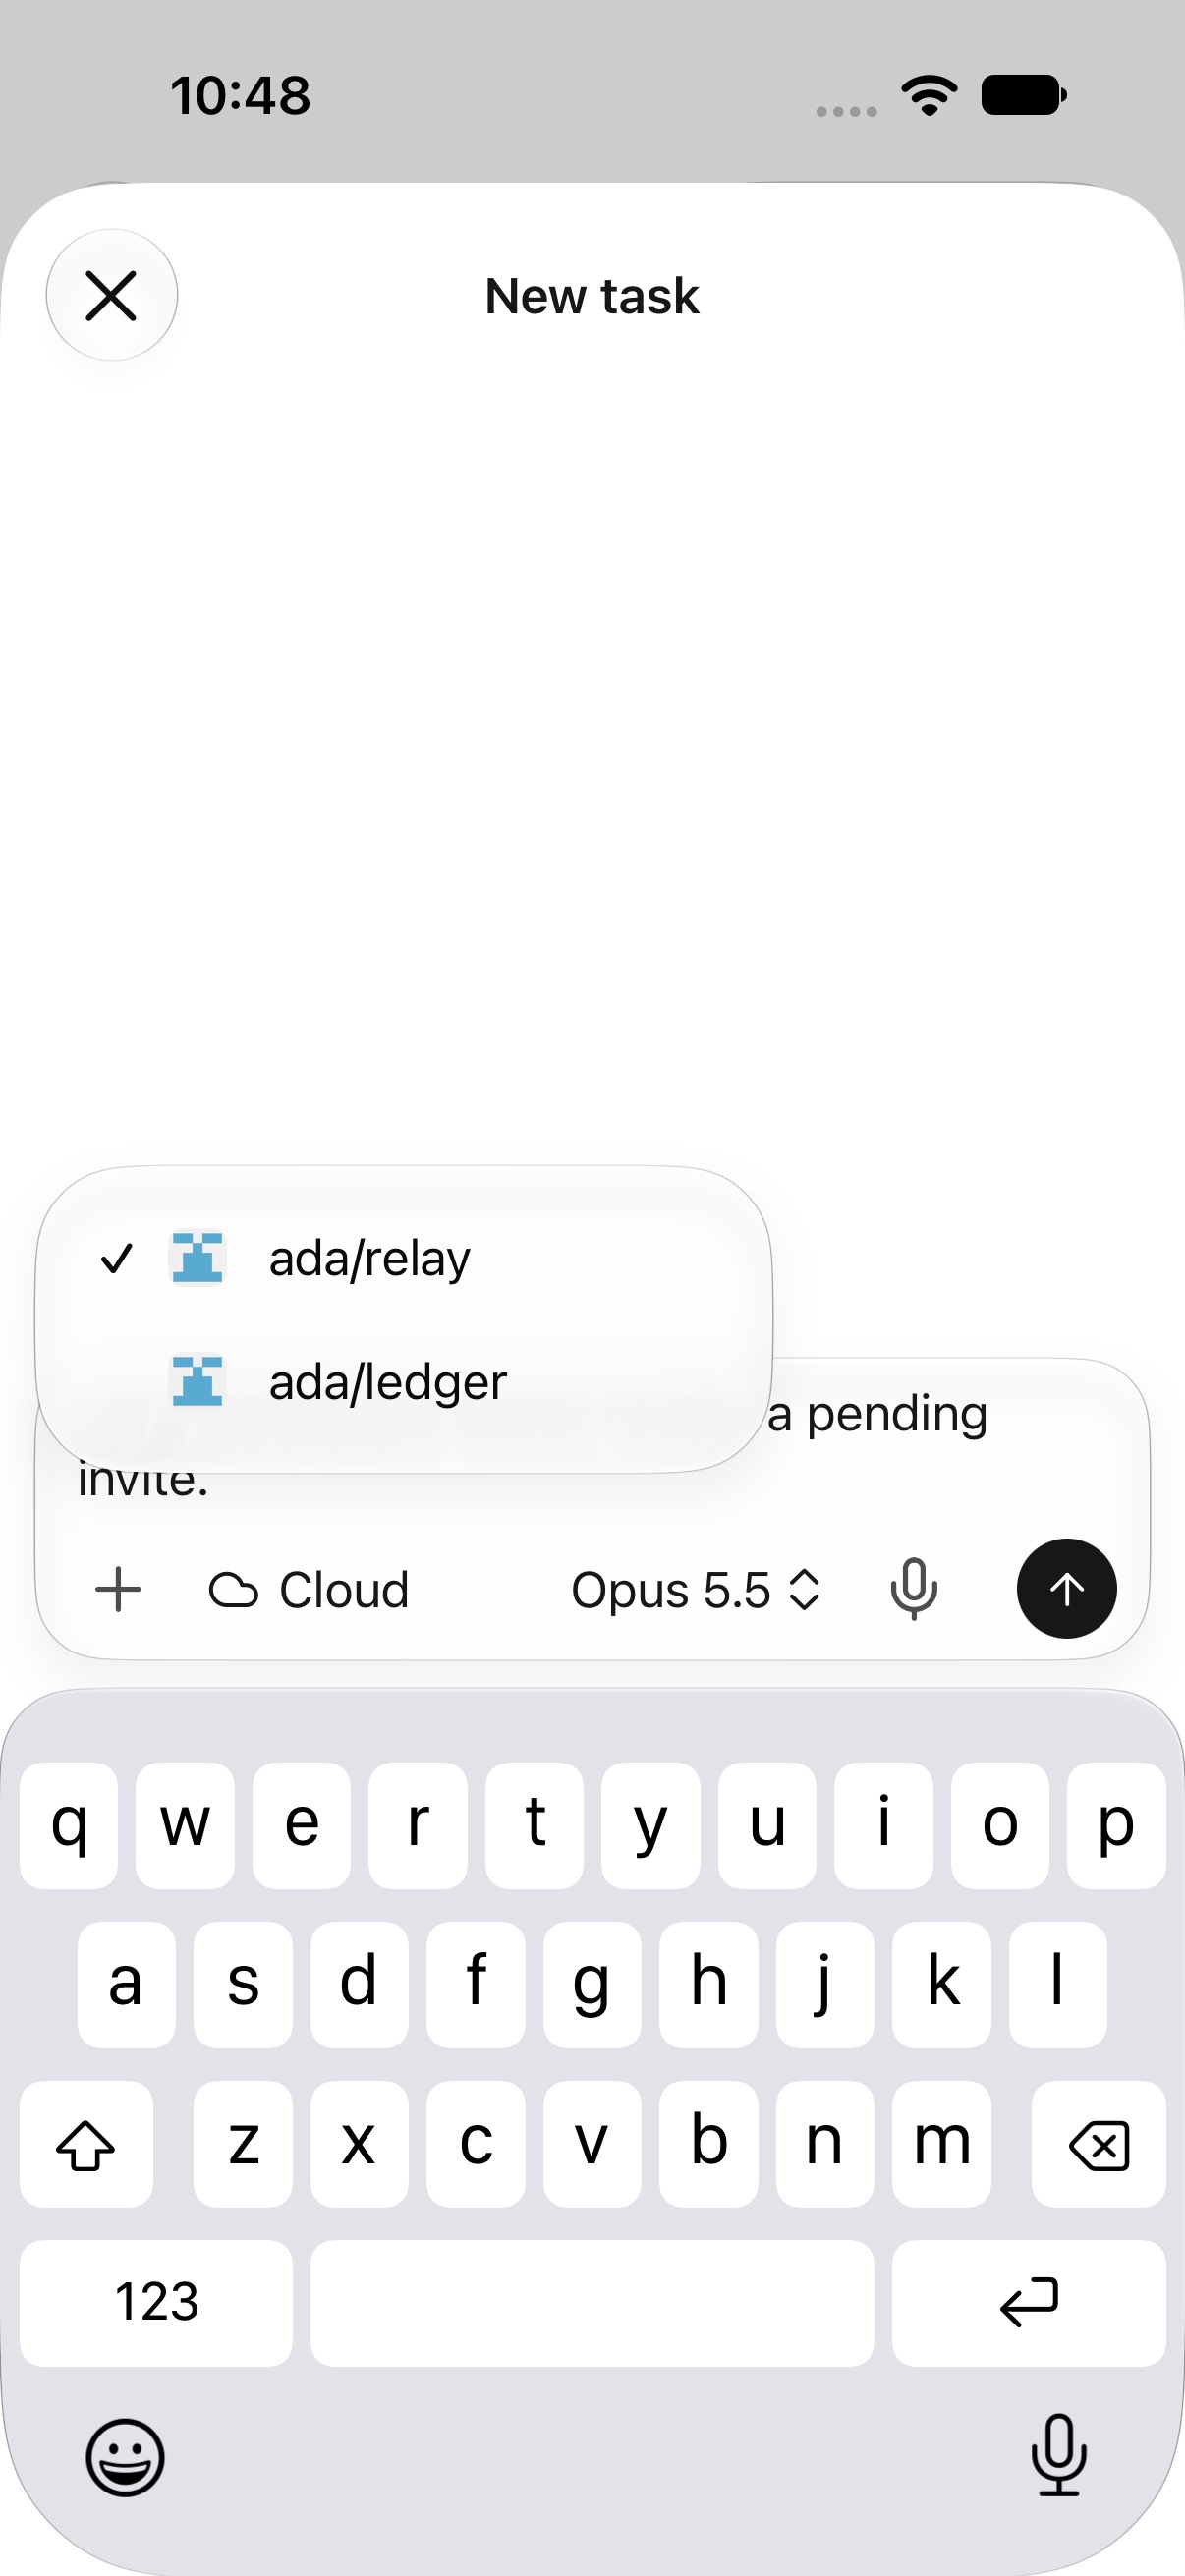 10:48
New task
ada/relay
ada/ledger
a pending
invite.
Cloud
Opus 5.5
q w e r t y u i o p
a s d f g h j k l
z x c v b n m
123